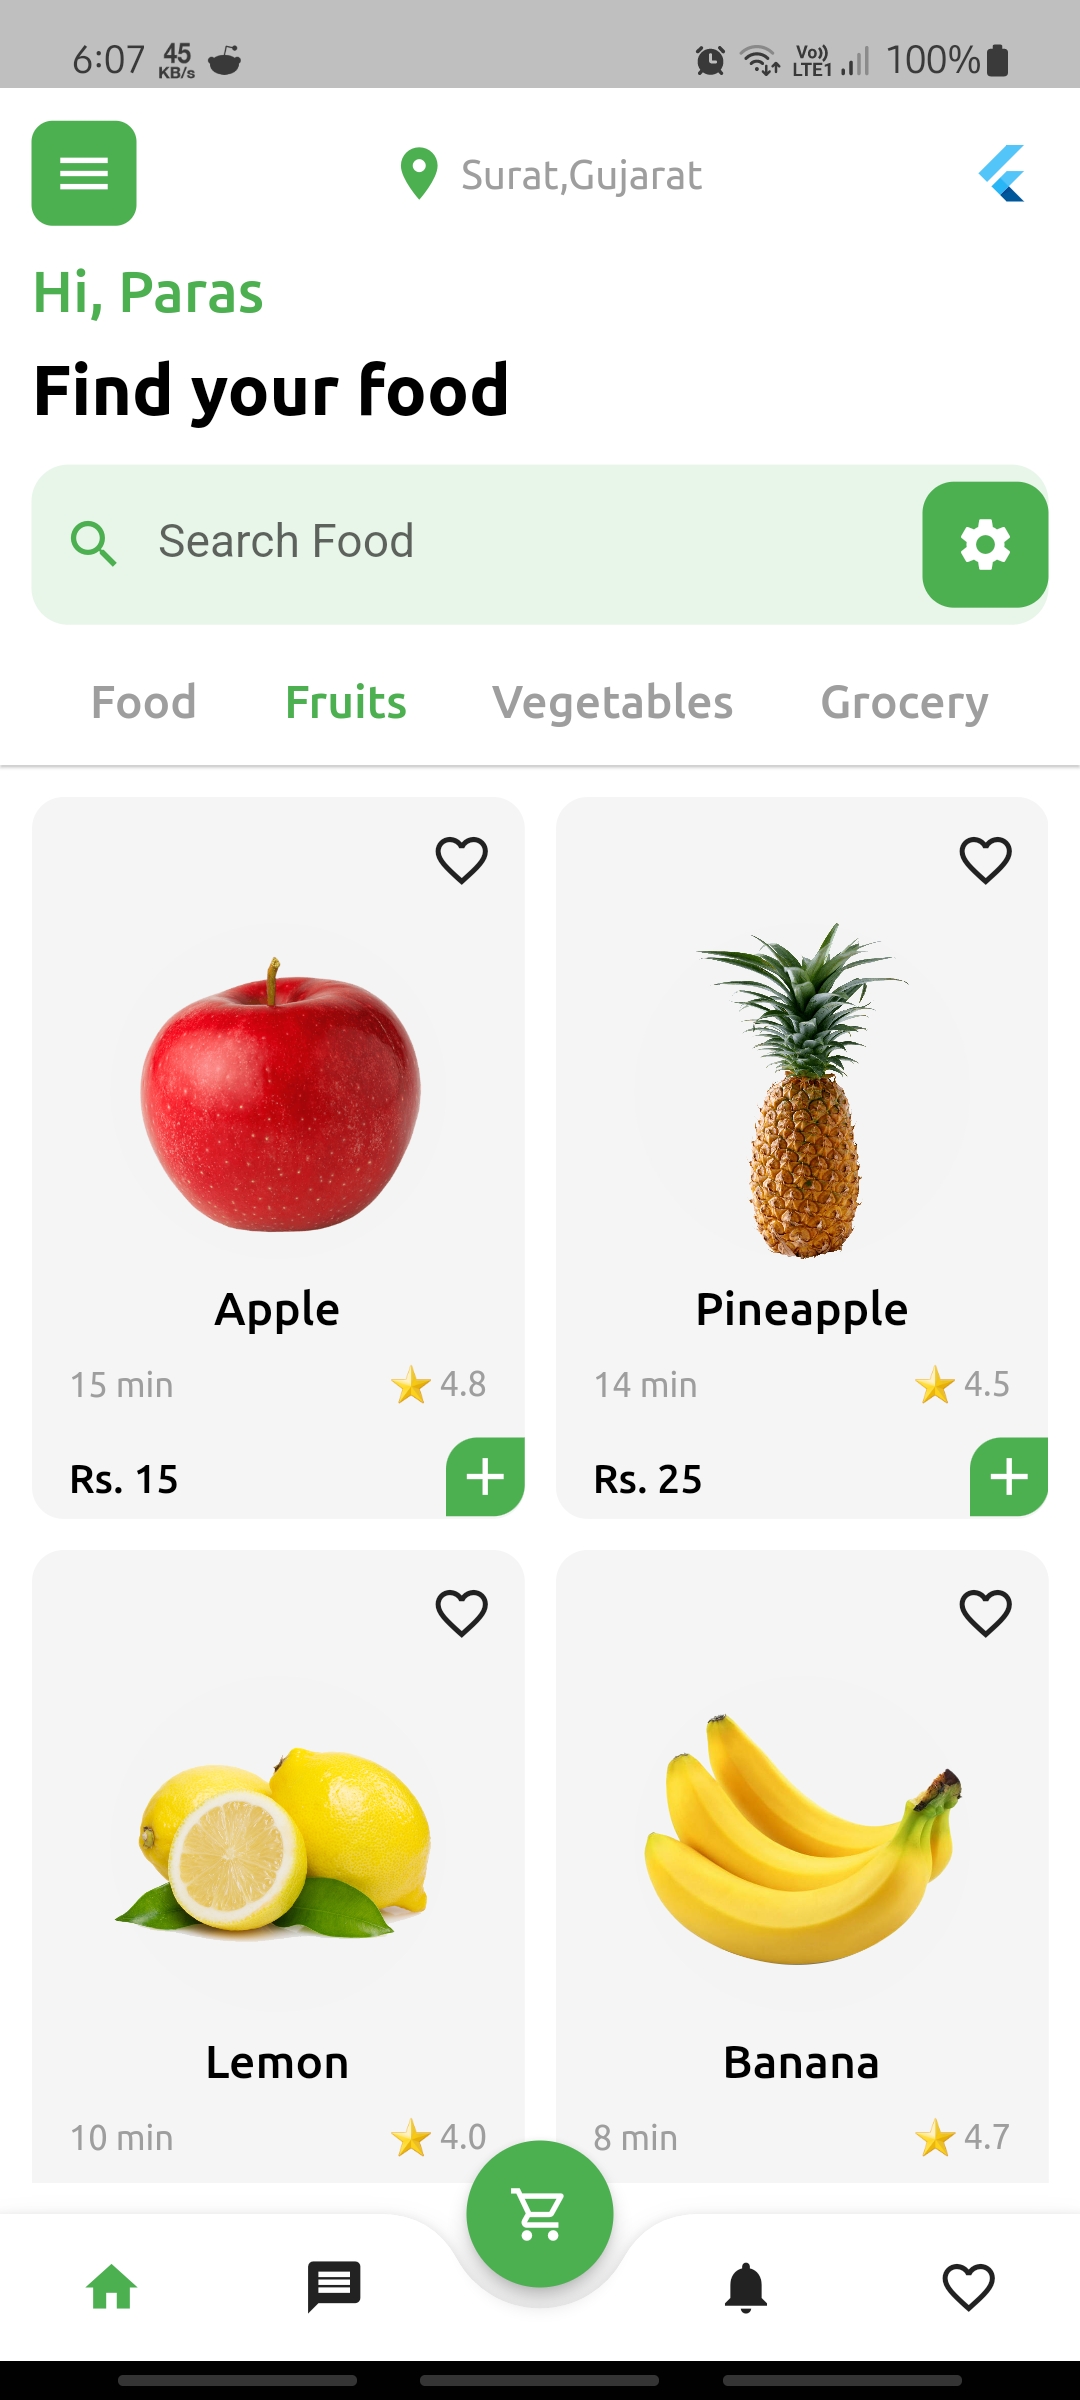 6:07 45 KB/s Vo)) LTE1 100%
Surat,Gujarat
Hi, Paras
Find your food
Search Food
Food Fruits Vegetables Grocery
Apple Pineapple
15 min 4.8 14 min 4.5
Rs. 15 Rs. 25
Lemon Banana
10 min 4.0 8 min 4.7